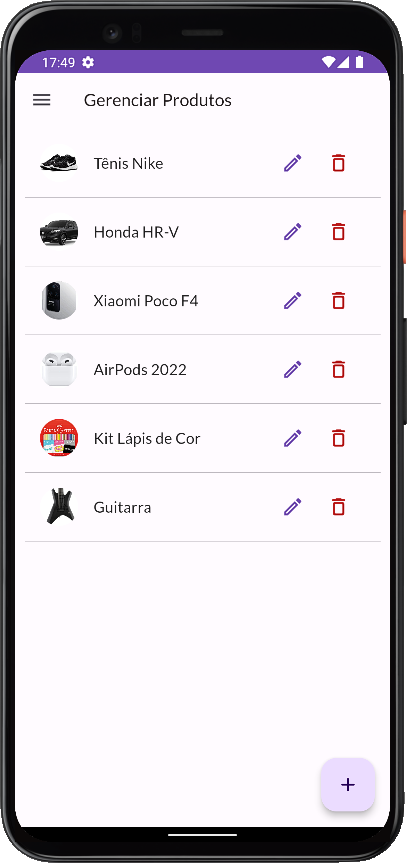 17:49
Gerenciar Produtos
Tênis Nike
Honda HR-V
Xiaomi Poco F4
AirPods 2022
Kit Lápis de Cor
Guitarra